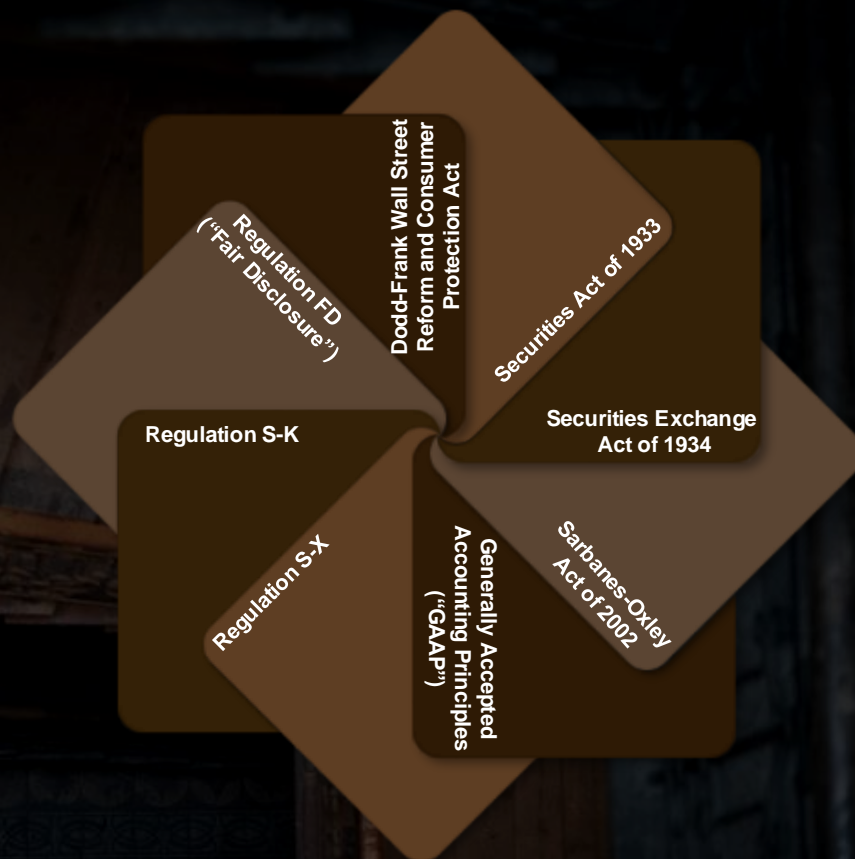 Dodd-Frank Wall Street
Reform and Consumer
Protection Act
Securities Act of 1933
Securities Exchange
Act of 1934
Sarbanes-Oxley
Act of 2002
Generally Accepted
Accounting Principles
(“GAAP”)
Regulation S-X
Regulation S-K
Regulation FD
(“Fair Disclosure”)